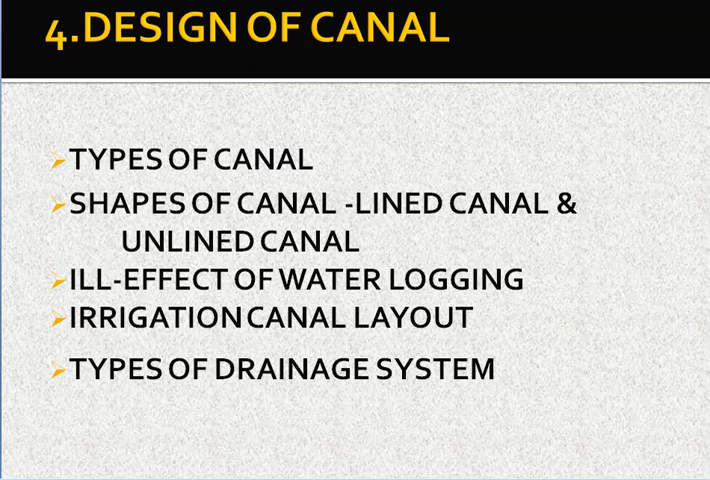 4.DESIGN OF CANAL
➢TYPES OF CANAL
➢SHAPES OF CANAL -LINED CANAL &
UNLINED CANAL
➢ILL-EFFECT OF WATER LOGGING
➢IRRIGATION CANAL LAYOUT
➢TYPES OF DRAINAGE SYSTEM